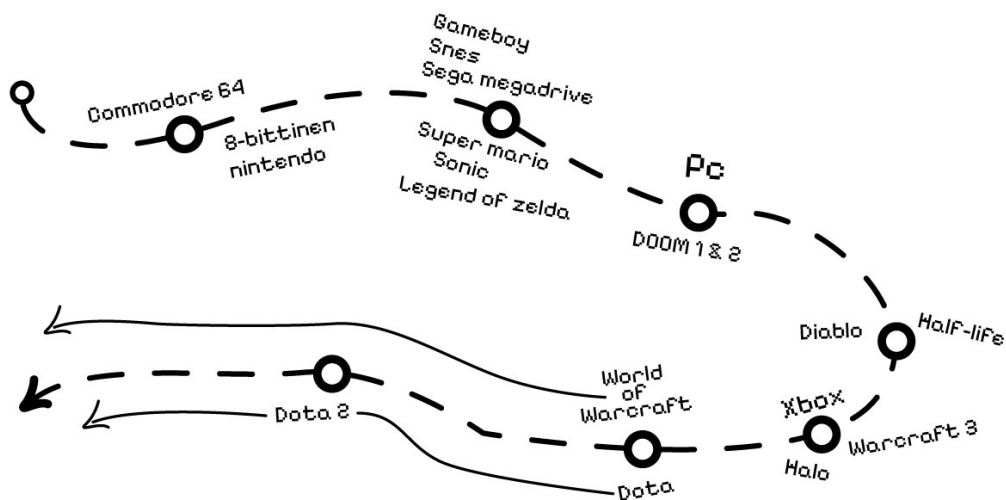 Commodore 64
8-bittinen
nintendo
Gameboy
Snes
Sega megadrive
Super mario
Sonic
Legend of zelda
Pc
DOOM 1 & 2
Diablo
Half-life
Xbox
Warcraft 3
Halo
World
of
Warcraft
Dota
Dota 2